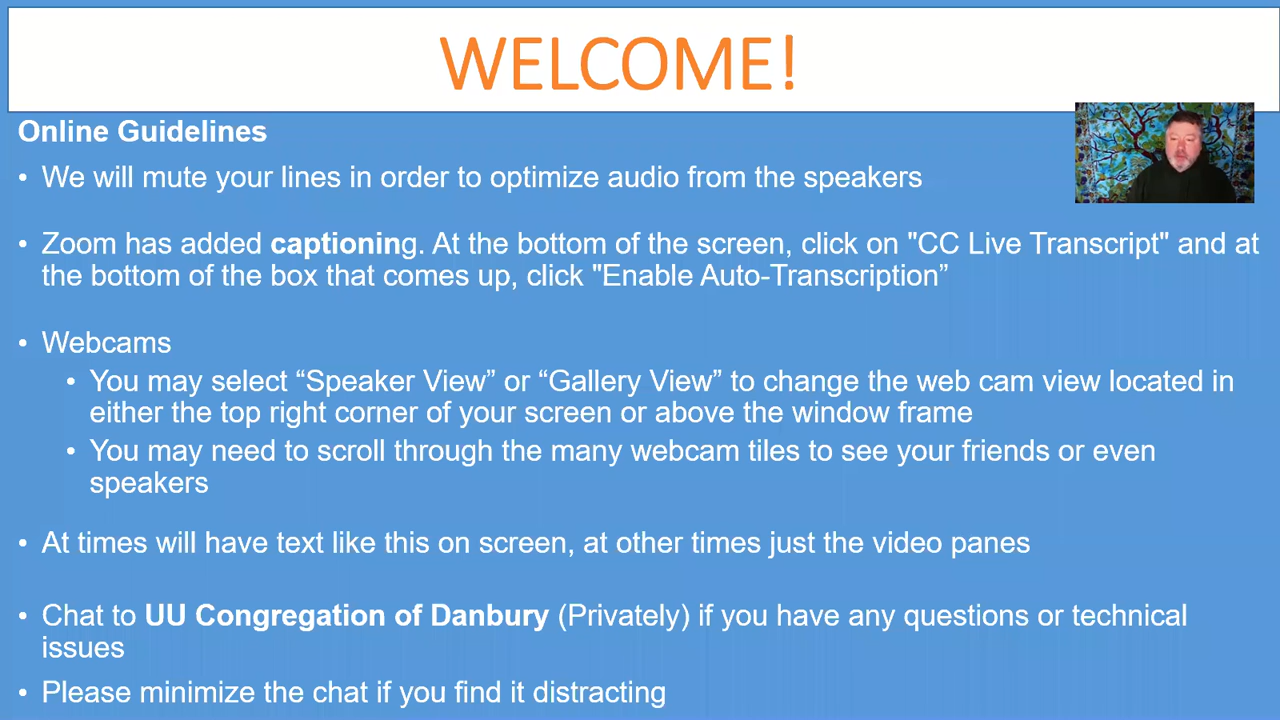 WELCOME!
Online Guidelines
• We will mute your lines in order to optimize audio from the speakers
• Zoom has added captioning. At the bottom of the screen, click on "CC Live Transcript" and at
the bottom of the box that comes up, click "Enable Auto-Transcription”
• Webcams
• You may select “Speaker View” or “Gallery View” to change the web cam view located in
either the top right corner of your screen or above the window frame
• You may need to scroll through the many webcam tiles to see your friends or even
speakers
• At times will have text like this on screen, at other times just the video panes
• Chat to UU Congregation of Danbury (Privately) if you have any questions or technical
issues
• Please minimize the chat if you find it distracting